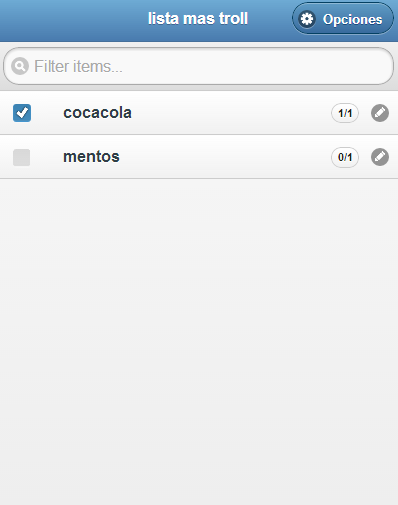 lista mas troll
Opciones
Filter items...
cocacola 1/1
mentos 0/1